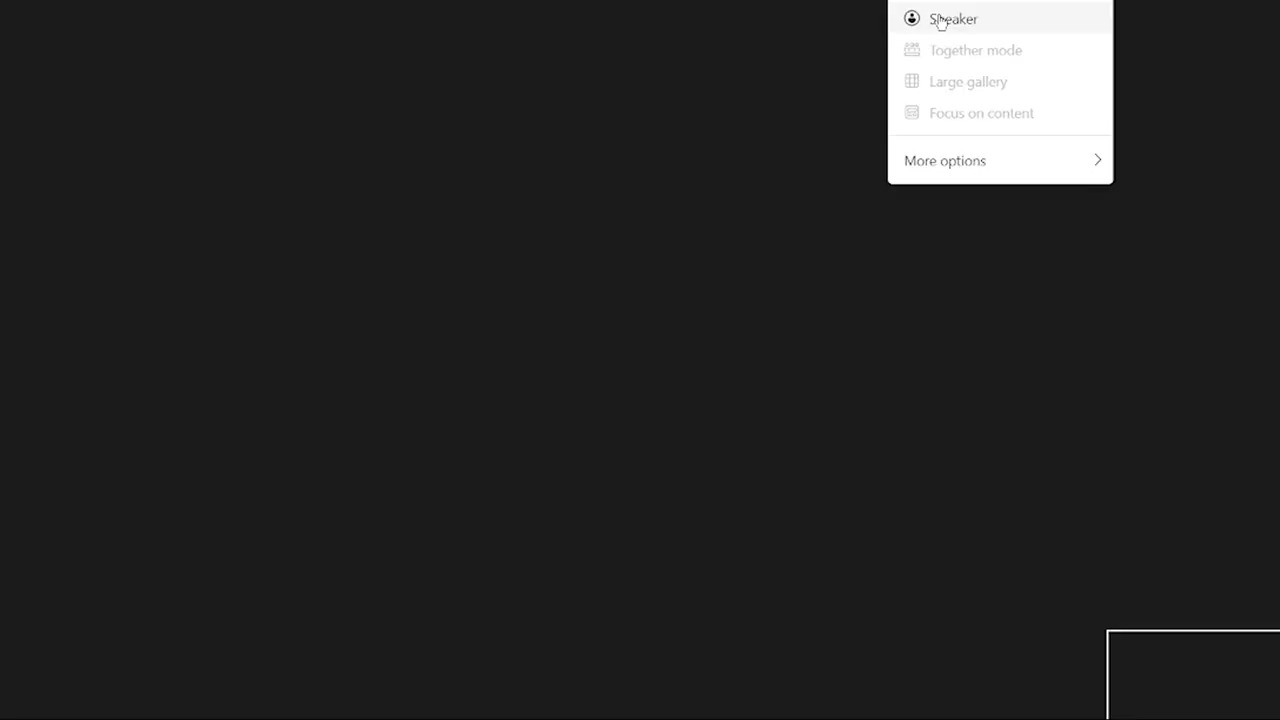 Speaker
Together mode
Large gallery
Focus on content
More options